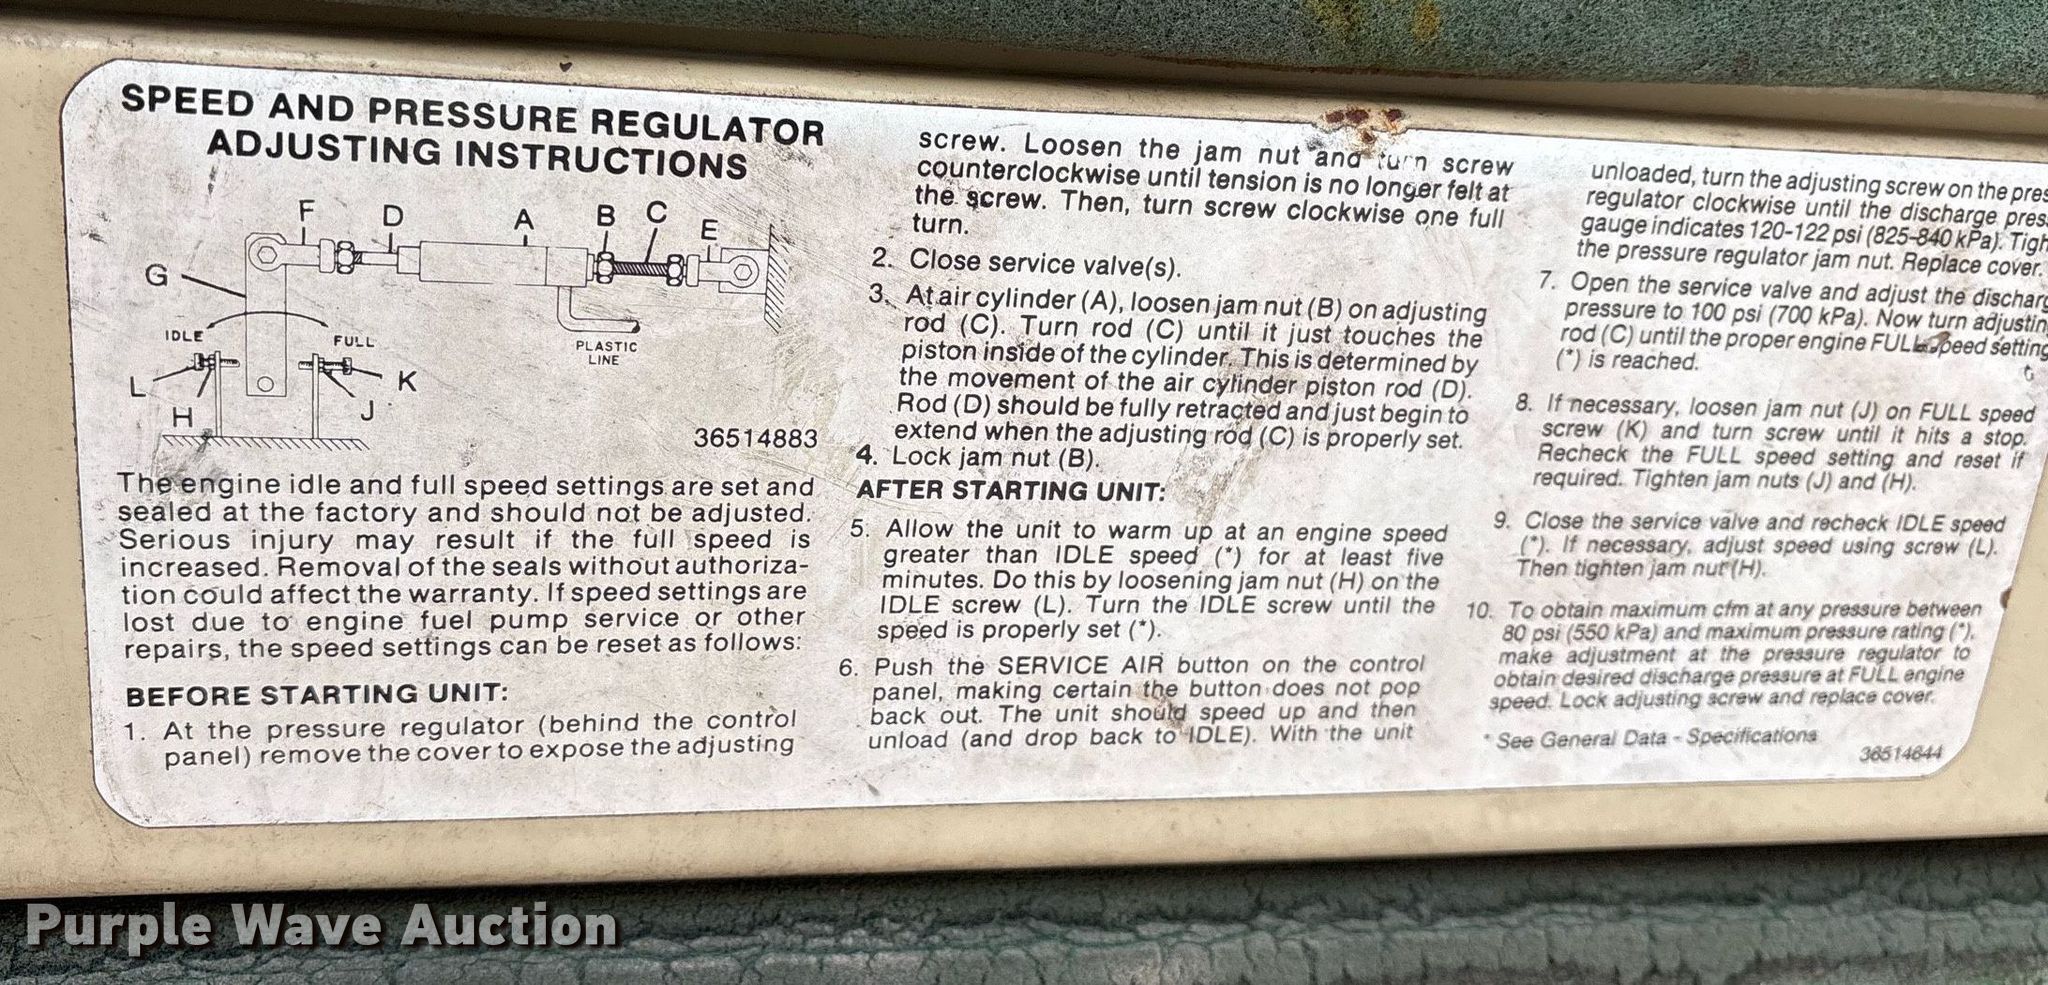 SPEED AND PRESSURE REGULATOR
ADJUSTING INSTRUCTIONS
F D A B C E
G
IDLE
FULL
PLASTIC
LINE
L
K
H
J
36514883
The engine idle and full speed settings are set and
sealed at the factory and should not be adjusted.
Serious injury may result if the full speed is
increased. Removal of the seals without authoriza-
tion could affect the warranty. If speed settings are
lost due to engine fuel pump service or other
repairs, the speed settings can be reset as follows:
BEFORE STARTING UNIT:
1. At the pressure regulator (behind the control
panel) remove the cover to expose the adjusting
screw. Loosen the jam nut and turn screw
counterclockwise until tension is no longer felt at
the screw. Then, turn screw clockwise one full
turn.
2. Close service valve(s).
3. At air cylinder (A), loosen jam nut (B) on adjusting
rod (C). Turn rod (C) until it just touches the
piston inside of the cylinder. This is determined by
the movement of the air cylinder piston rod (D).
Rod (D) should be fully retracted and just begin to
extend when the adjusting rod (C) is properly set.
4. Lock jam nut (B).
AFTER STARTING UNIT:
5. Allow the unit to warm up at an engine speed
greater than IDLE speed (*) for at least five
minutes. Do this by loosening jam nut (H) on the
IDLE screw (L). Turn the IDLE screw until the
speed is properly set (*).
6. Push the SERVICE AIR button on the control
panel, making certain the button does not pop
back out. The unit should speed up and then
unload (and drop back to IDLE). With the unit
unloaded, turn the adjusting screw on the pres
regulator clockwise until the discharge pres
gauge indicates 120-122 psi (825-840 kPa). Tigh
the pressure regulator jam nut. Replace cover.
7. Open the service valve and adjust the discharg
pressure to 100 psi (700 kPa). Now turn adjustin
rod (C) until the proper engine FULL speed setting
(*) is reached.
8. If necessary, loosen jam nut (J) on FULL speed
screw (K) and turn screw until it hits a stop.
Recheck the FULL speed setting and reset if
required. Tighten jam nuts (J) and (H).
9. Close the service valve and recheck IDLE speed
(*). If necessary, adjust speed using screw (L).
Then tighten jam nut (H).
10. To obtain maximum cfm at any pressure between
80 psi (550 kPa) and maximum pressure rating (*),
make adjustment at the pressure regulator to
obtain desired discharge pressure at FULL engine
speed. Lock adjusting screw and replace cover.
* See General Data - Specifications
36514644
Purple Wave Auction